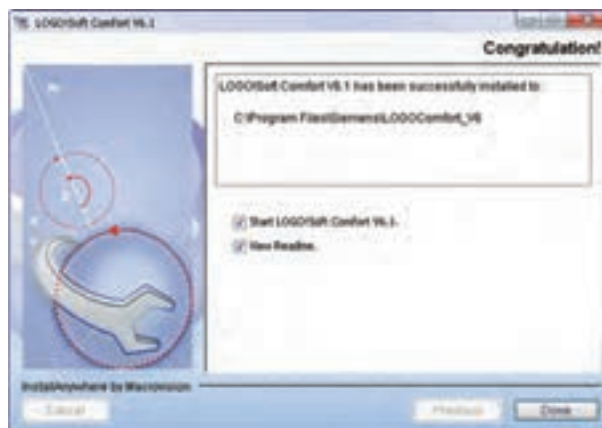 LOGO!Soft Comfort V6.1
Congratulation!
LOGO!Soft Comfort V6.1 has been successfully installed to:
C:\Program Files\Siemens\LOGOComfort_V6
Start LOGO!Soft Comfort V6.1.
View Readme.
InstallAnywhere by Macrovision
Cancel
Previous
Done